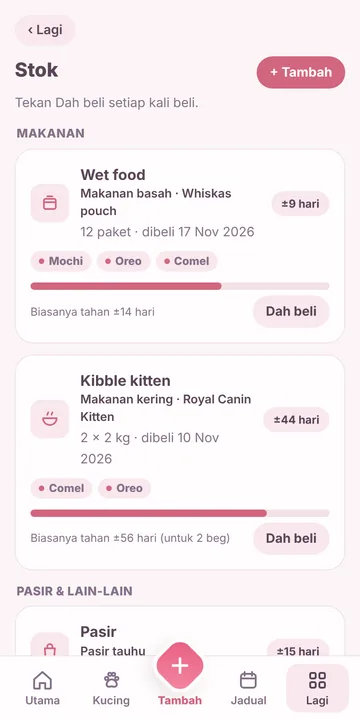 ‹ Lagi
Stok
+ Tambah
Tekan Dah beli setiap kali beli.
MAKANAN
Wet food
Makanan basah · Whiskas
pouch
12 paket · dibeli 17 Nov 2026
±9 hari
Mochi
Oreo
Comel
Biasanya tahan ±14 hari
Dah beli
Kibble kitten
Makanan kering · Royal Canin
Kitten
2 × 2 kg · dibeli 10 Nov
2026
±44 hari
Comel
Oreo
Biasanya tahan ±56 hari (untuk 2 beg)
Dah beli
PASIR & LAIN-LAIN
Pasir
Pasir tauhu
±15 hari
Utama
Kucing
Tambah
Jadual
Lagi